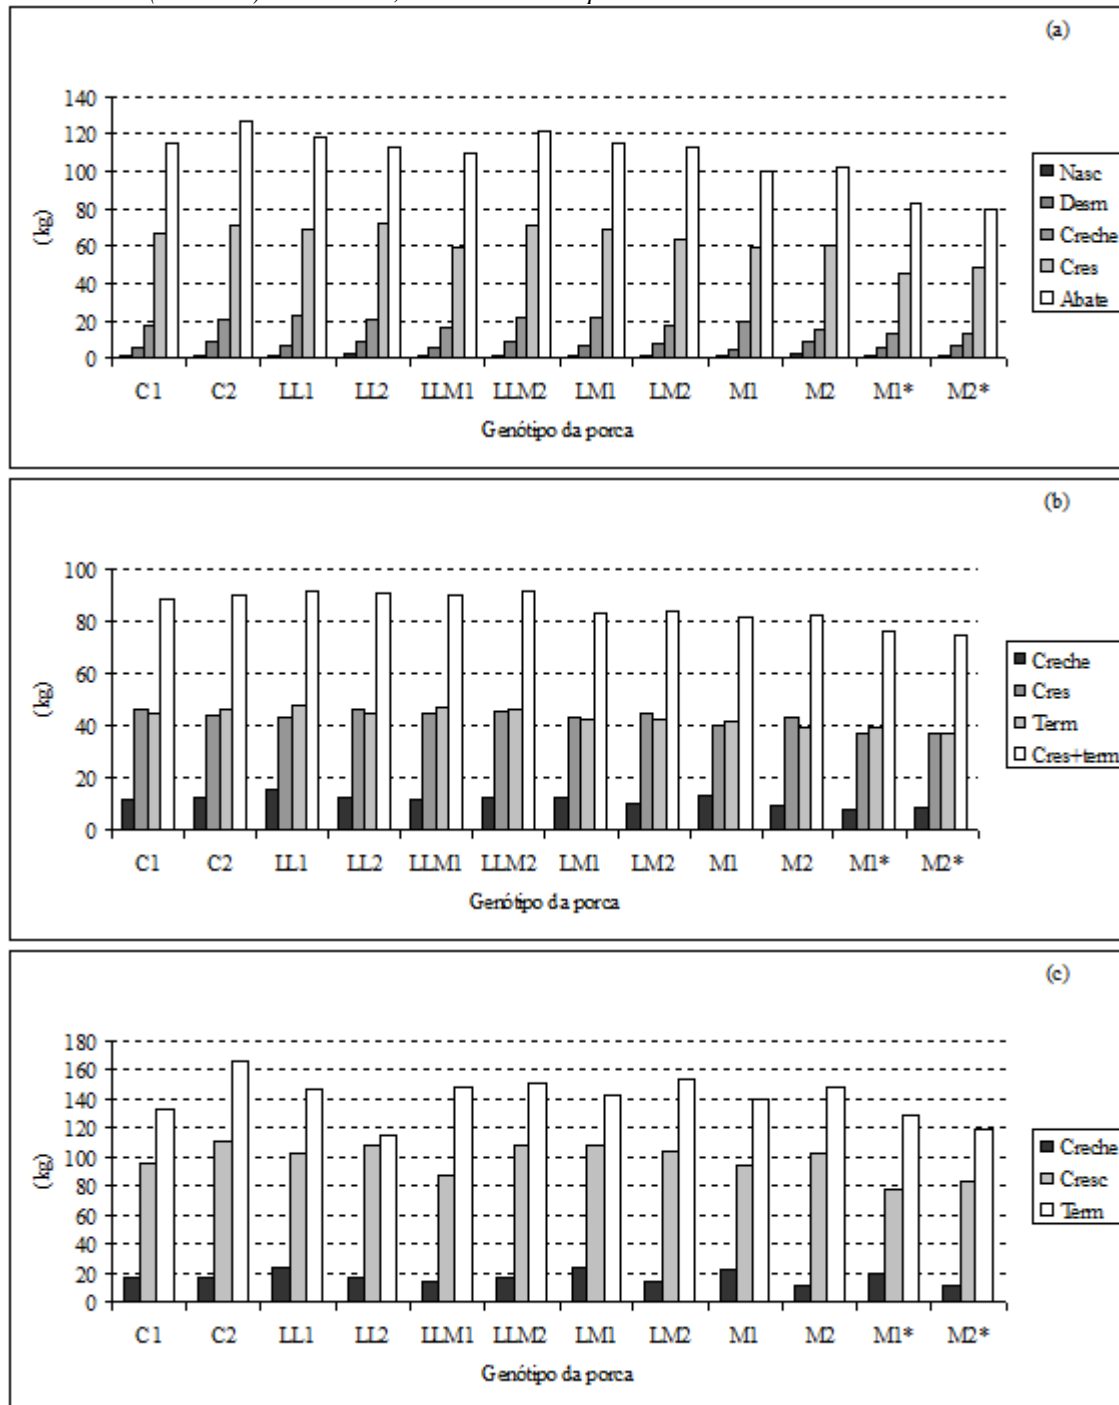 (a)
140
120
100
80
60
40
20
0
(kg)
C1 C2 LL1 LL2 LLM1 LLM2 LM1 LM2 M1 M2 M1* M2*
Genótipo da porca
Nasc
Desm
Creche
Cres
Abate
(b)
100
80
60
40
20
0
(kg)
C1 C2 LL1 LL2 LLM1 LLM2 LM1 LM2 M1 M2 M1* M2*
Genótipo da porca
Creche
Cres
Term
Cres+term
(c)
180
160
140
120
100
80
60
40
20
0
(kg)
C1 C2 LL1 LL2 LLM1 LLM2 LM1 LM2 M1 M2 M1* M2*
Genótipo da porca
Creche
Cresc
Term